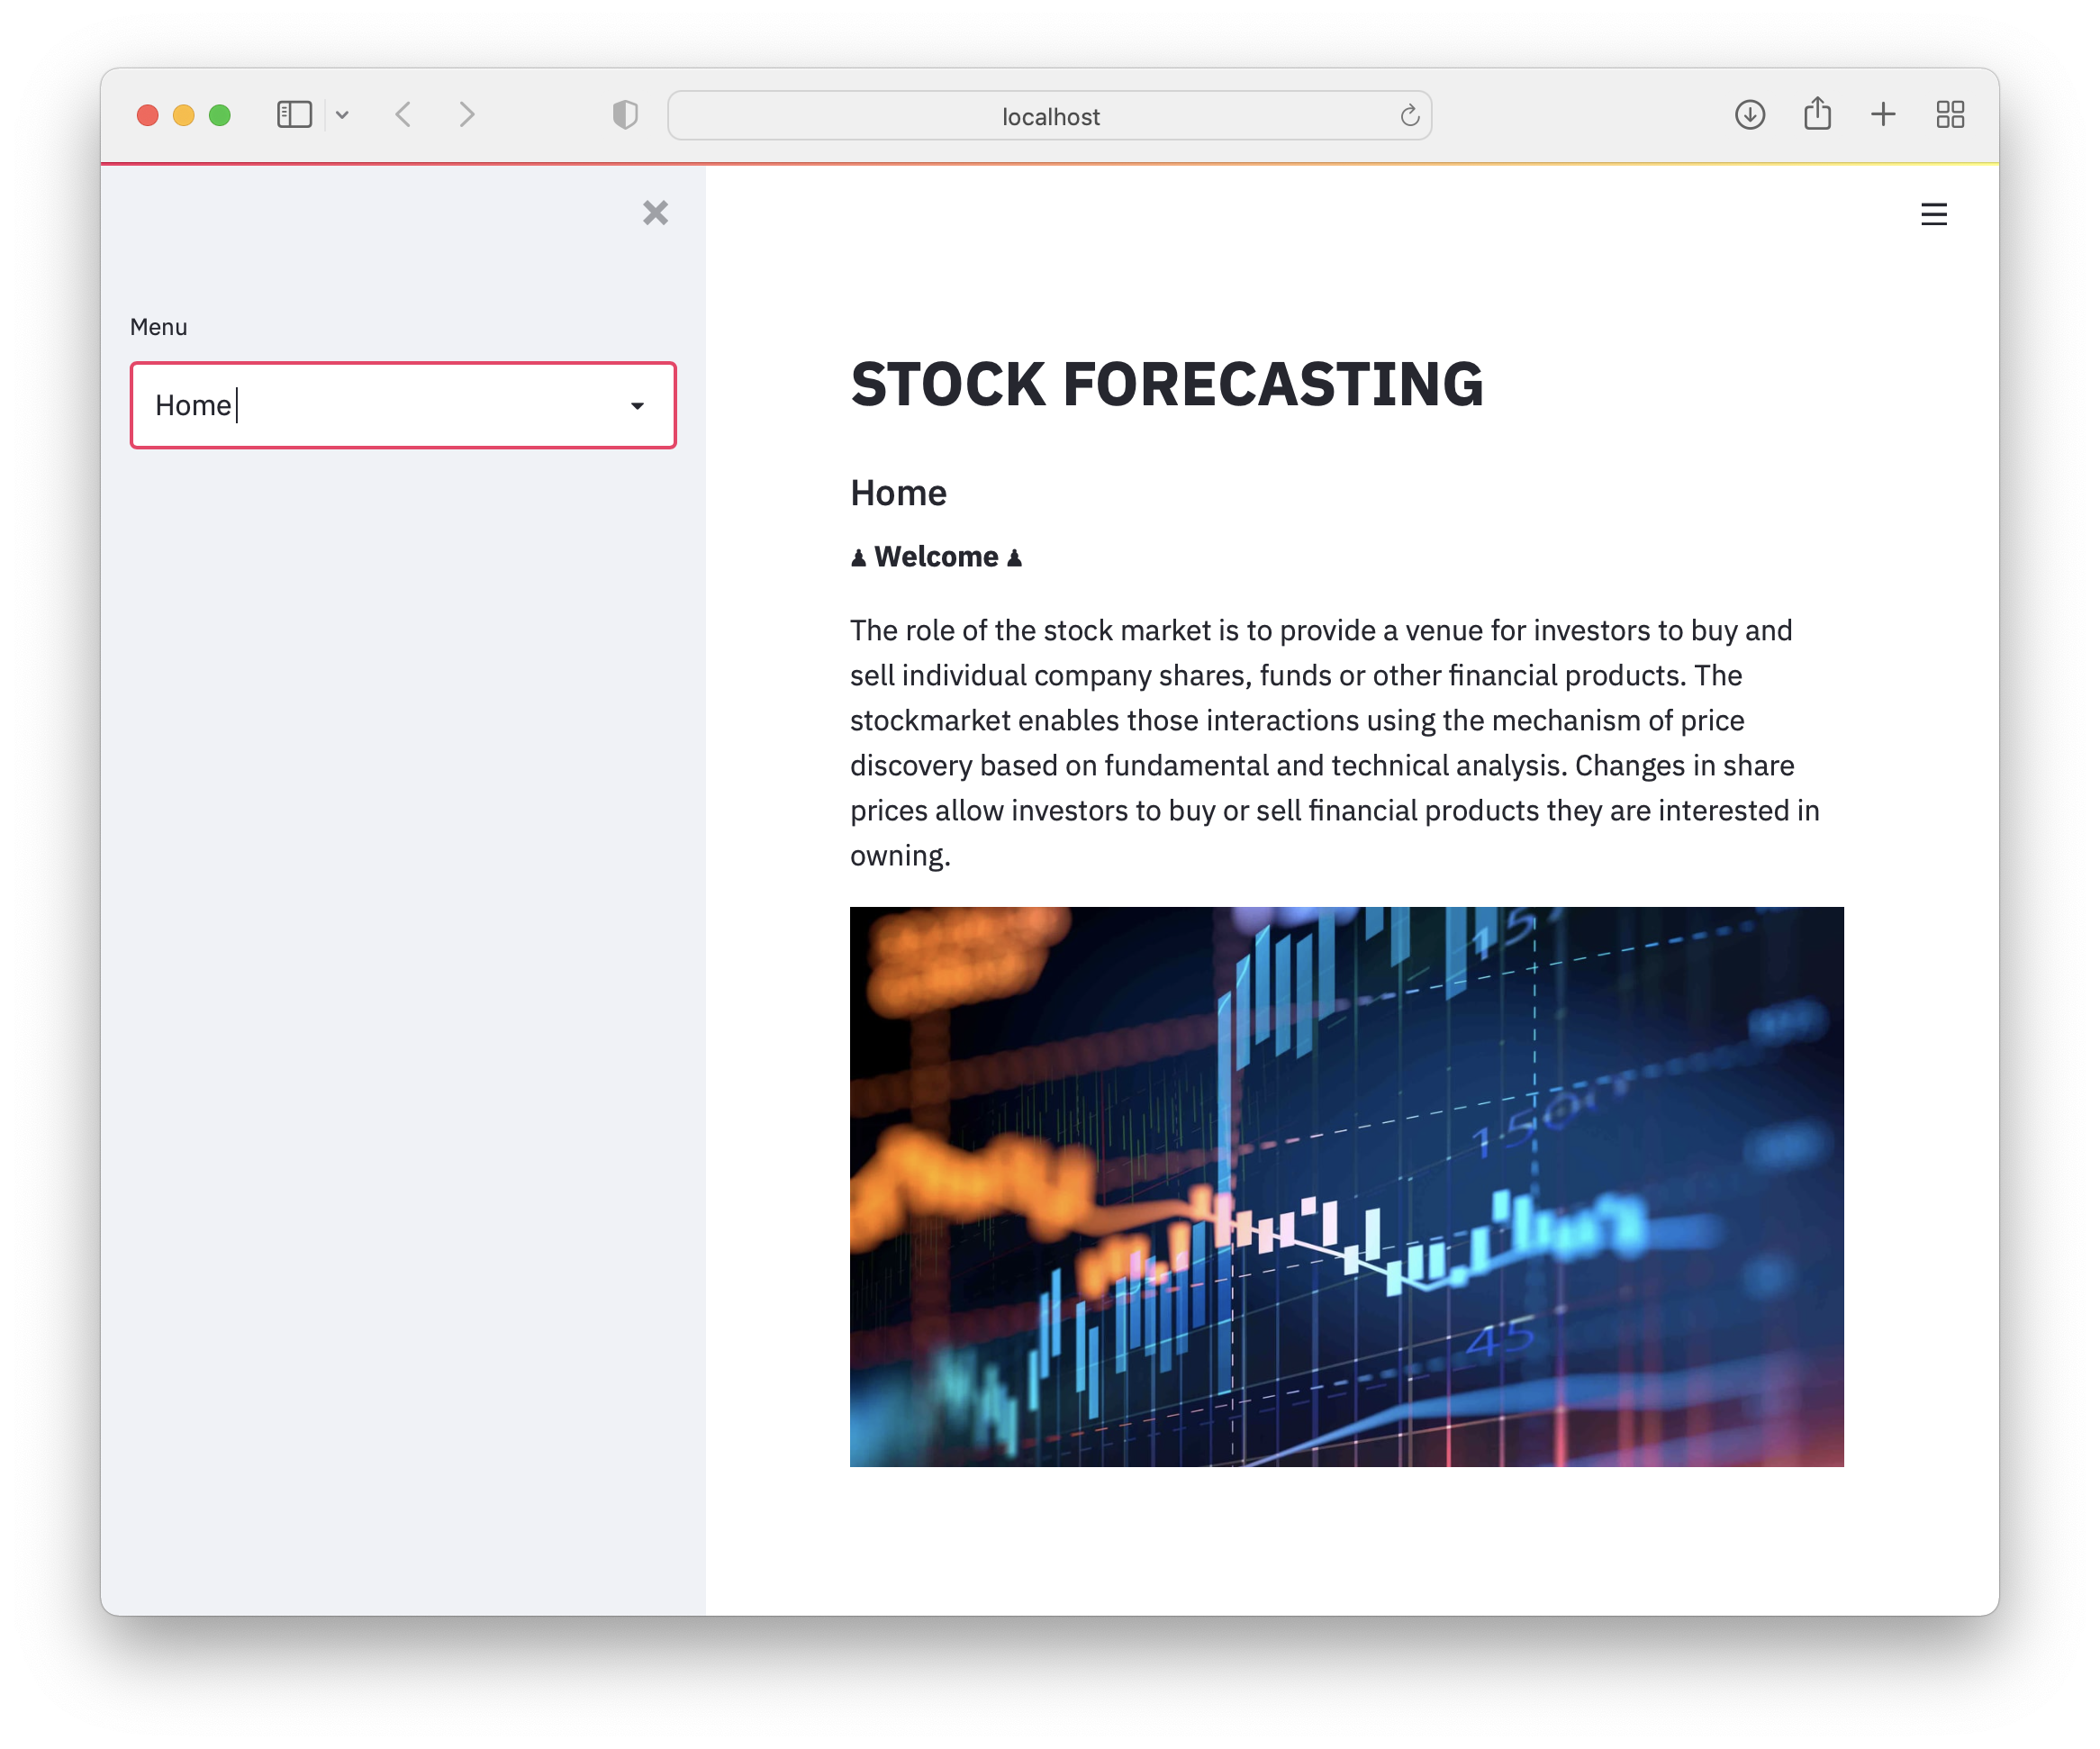 localhost
Menu
Home
STOCK FORECASTING
Home
♟ Welcome ♟
The role of the stock market is to provide a venue for investors to buy and
sell individual company shares, funds or other financial products. The
stockmarket enables those interactions using the mechanism of price
discovery based on fundamental and technical analysis. Changes in share
prices allow investors to buy or sell financial products they are interested in
owning.
45